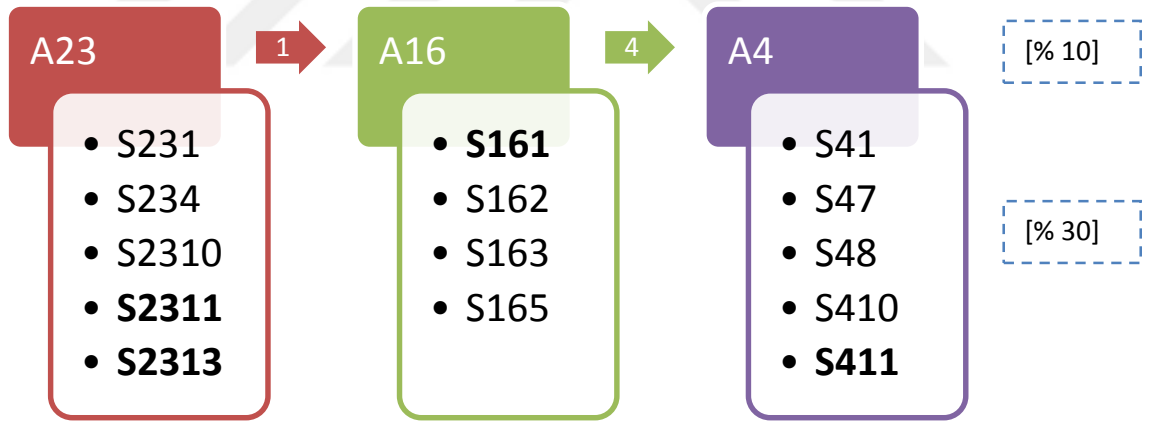 A23
1
A16
4
A4
[% 10]
• S231
• S234
• S2310
• S2311
• S2313
• S161
• S162
• S163
• S165
• S41
• S47
• S48
• S410
• S411
[% 30]